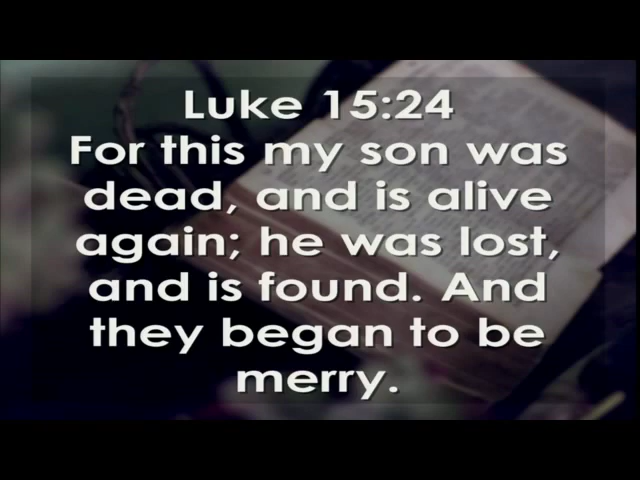 Luke 15:24
For this my son was
dead, and is alive
again; he was lost,
and is found. And
they began to be
merry.